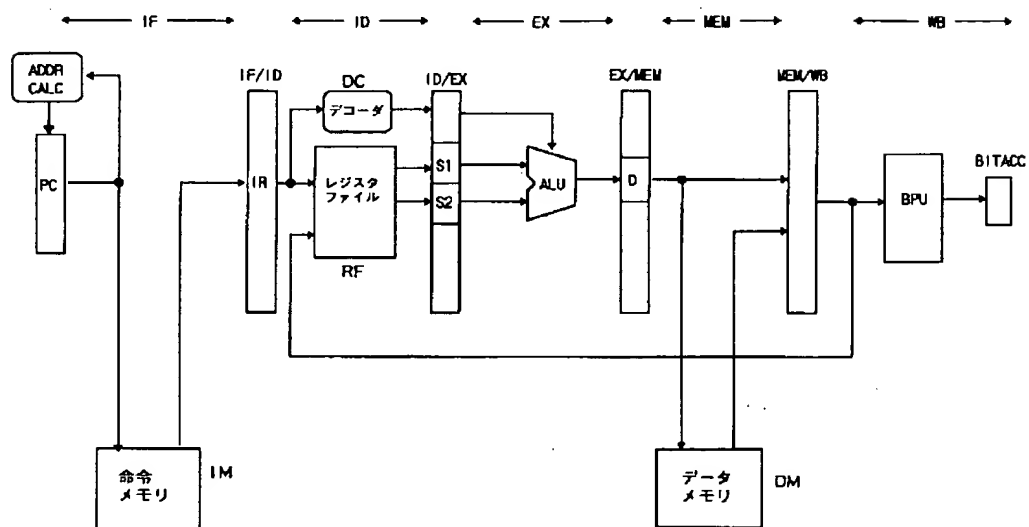 IF
ID
EX
MEM
WB
ADDR
CALC
PC
IF/ID
IR
DC
デコーダ
レジスタ
ファイル
RF
ID/EX
S1
S2
ALU
EX/MEM
D
MEM/WB
BPU
BITACC
命令
メモリ
IM
データ
メモリ
DM